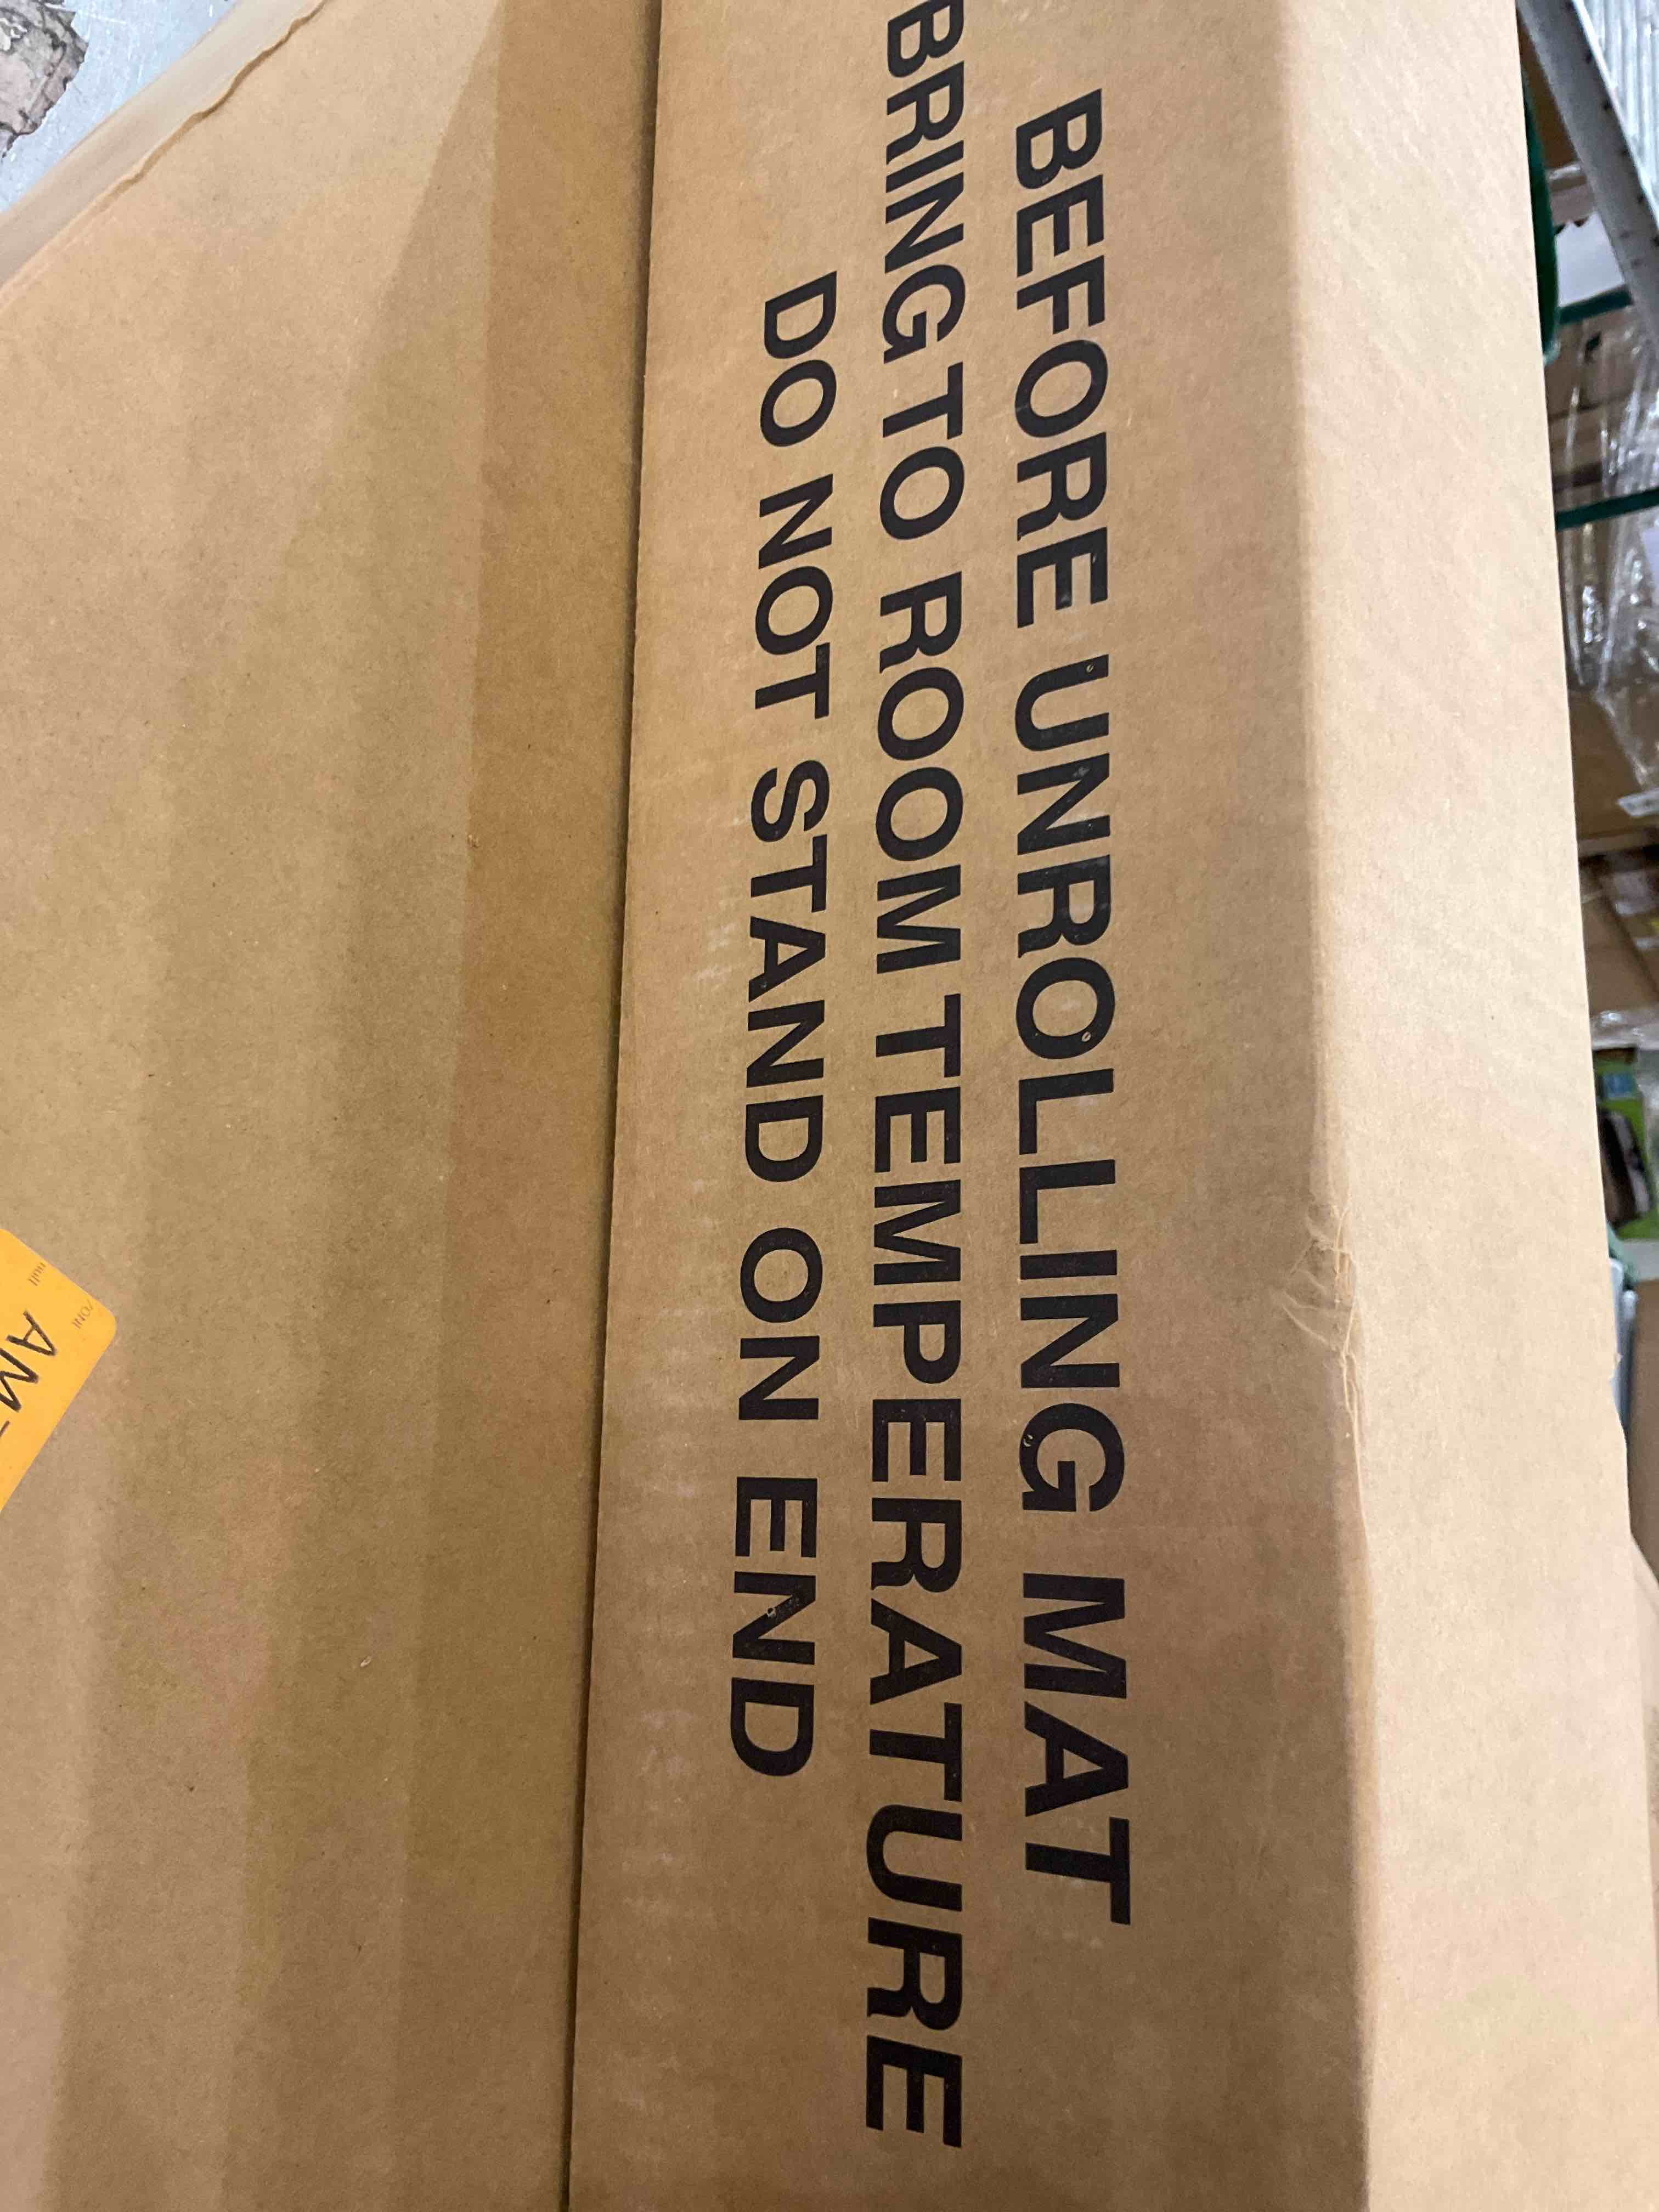 BEFORE UNROLLING MAT
BRING TO ROOM TEMPERATURE
DO NOT STAND ON END